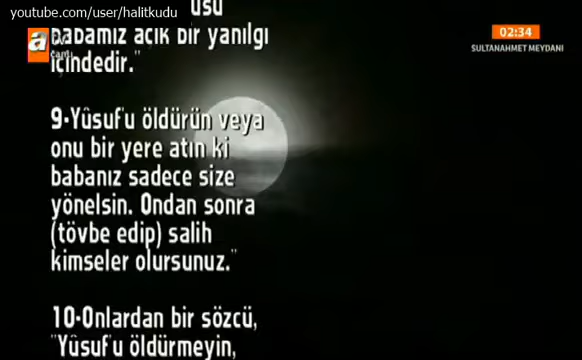 youtube.com/user/halitkudu
babamız açık bir yanılgı
içindedir."
a
tv
canlı
02:34
SULTANAHMET MEYDANI
9-Yûsuf'u öldürün veya
onu bir yere atın ki
babanız sadece size
yönelsin. Ondan sonra
(tövbe edip) salih
kimseler olursunuz."
10-Onlardan bir sözcü,
"Yûsuf'u öldürmeyin,